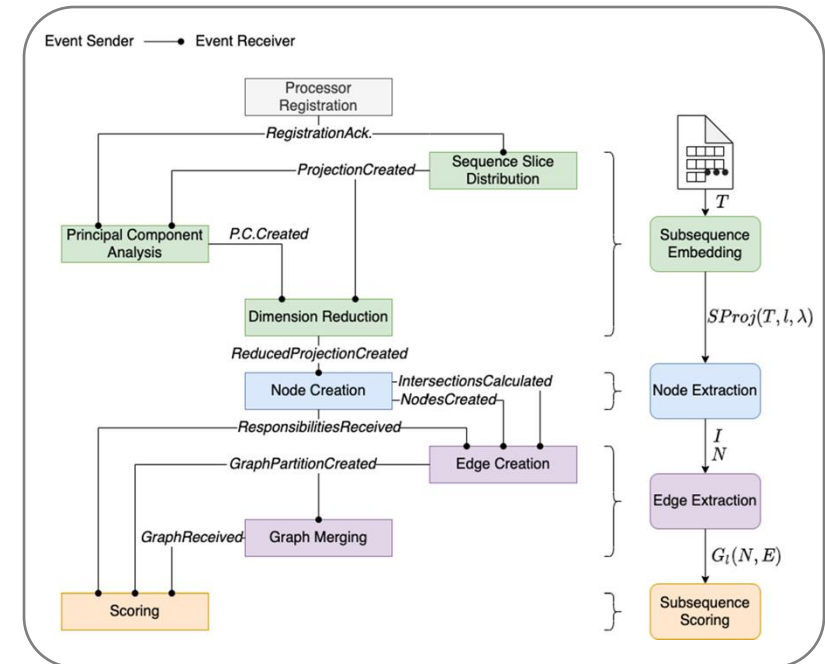 Event Sender
Event Receiver
Processor
Registration
RegistrationAck.
ProjectionCreated
Sequence Slice
Distribution
T
Principal Component
Analysis
P.C.Created
Subsequence
Embedding
Dimension Reduction
SProj(T, l, λ)
ReducedProjectionCreated
Node Creation
IntersectionsCalculated
NodesCreated
Node Extraction
ResponsibilitiesReceived
I
N
GraphPartitionCreated
Edge Creation
Edge Extraction
GraphReceived
Graph Merging
G_l(N, E)
Scoring
Subsequence
Scoring